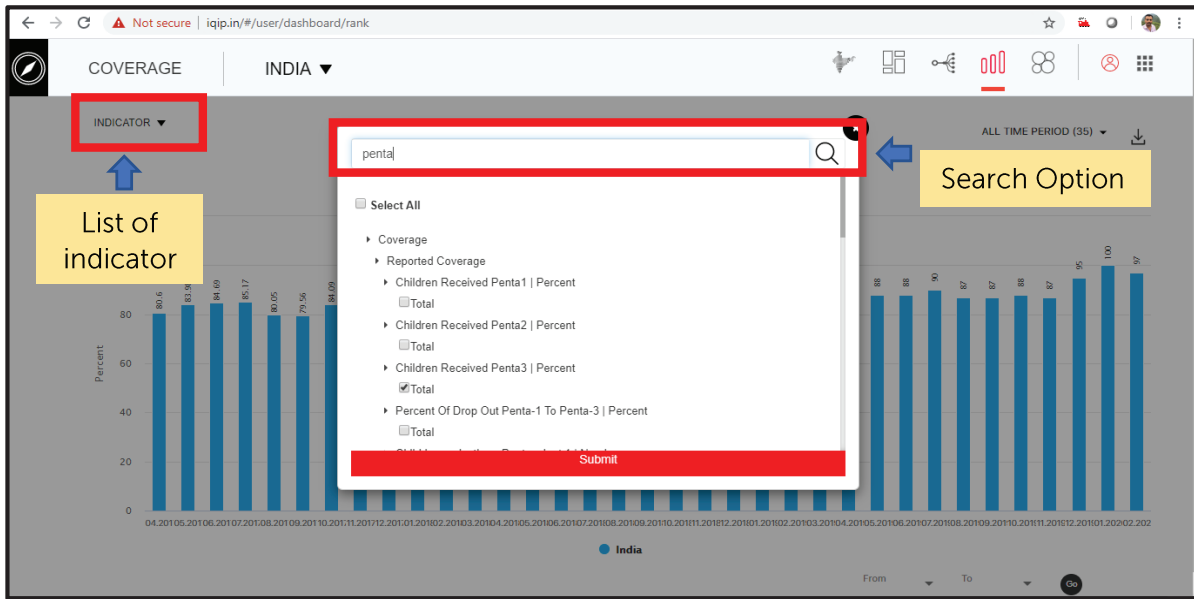 Not secure | iqip.in/#/user/dashboard/rank
COVERAGE
INDIA ▼
INDICATOR ▼
ALL TIME PERIOD (35)
penta
Search Option
List of
indicator
Select All
Coverage
Reported Coverage
Children Received Penta1 | Percent
Total
Children Received Penta2 | Percent
Total
Children Received Penta3 | Percent
Total
Percent Of Drop Out Penta-1 To Penta-3 | Percent
Total
Submit
Percent
80
60
40
20
0
80.6
84.69
85.17
80.05
79.56
84.09
88
88
90
87
87
88
87
95
100
97
India
From
To
Go